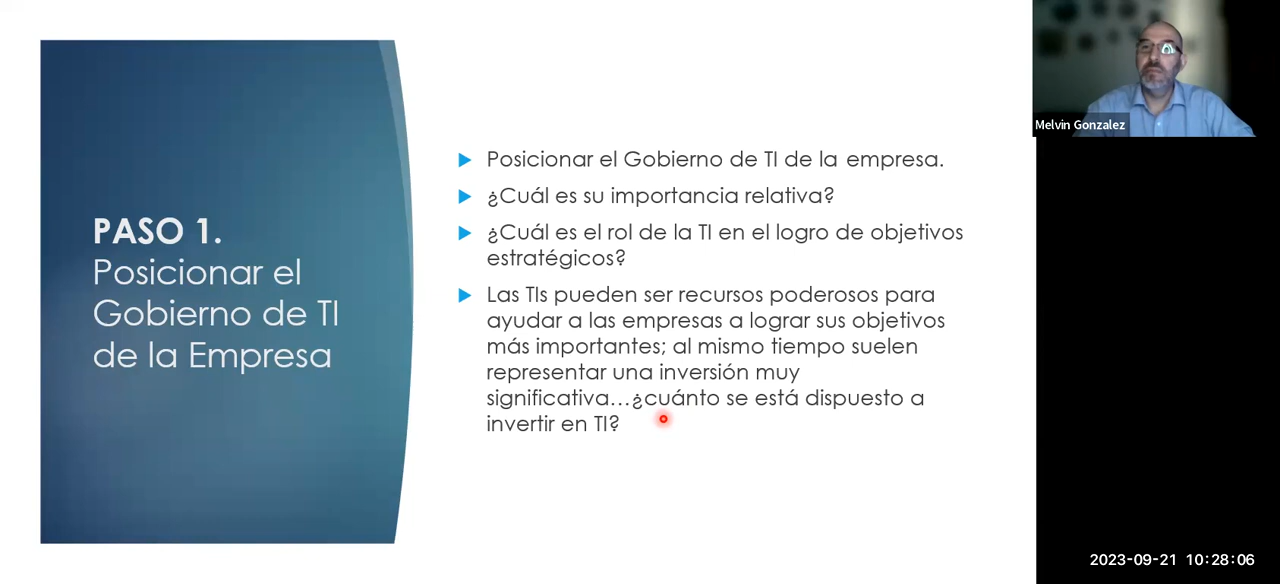 PASO 1.
Posicionar el
Gobierno de TI
de la Empresa
Posicionar el Gobierno de TI de la empresa.
¿Cuál es su importancia relativa?
¿Cuál es el rol de la TI en el logro de objetivos
estratégicos?
Las TIs pueden ser recursos poderosos para
ayudar a las empresas a lograr sus objetivos
más importantes; al mismo tiempo suelen
representar una inversión muy
significativa...¿cuánto se está dispuesto a
invertir en TI?
Melvin Gonzalez
2023-09-21 10:28:06